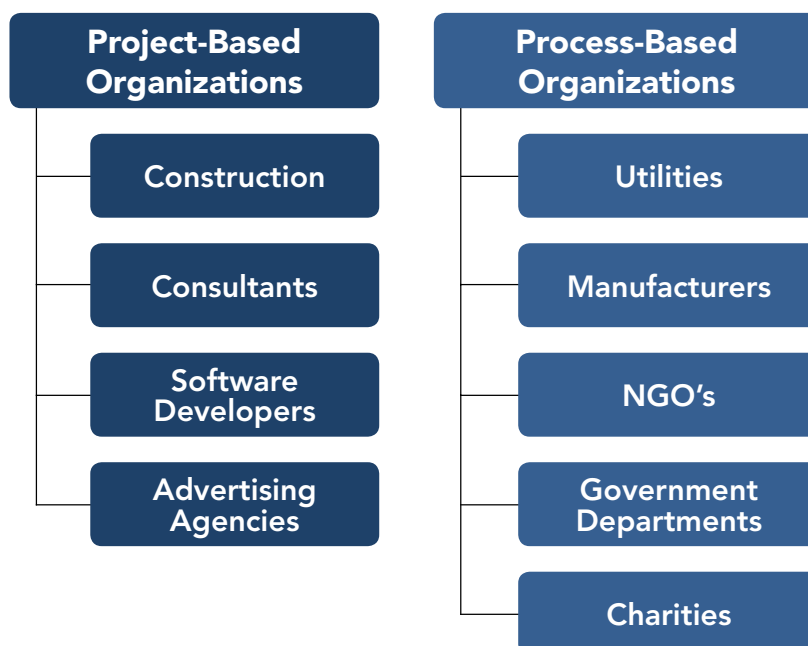 Project-Based
Organizations
Construction
Consultants
Software
Developers
Advertising
Agencies
Process-Based
Organizations
Utilities
Manufacturers
NGO’s
Government
Departments
Charities